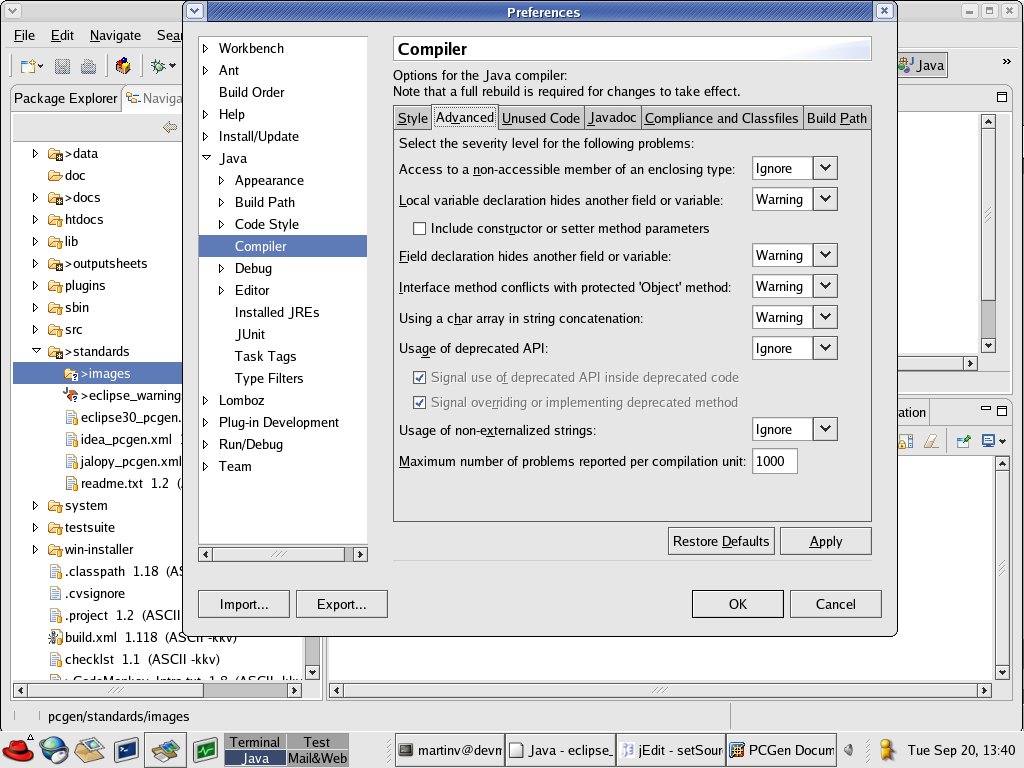 Preferences
File Edit Navigate Sea
Java
»
Package Explorer Naviga
>data
doc
>docs
htdocs
lib
>outputsheets
plugins
sbin
src
>standards
>images
>eclipse_warning
eclipse30_pcgen.
idea_pcgen.xml
jalopy_pcgen.xml
readme.txt 1.2 (
system
testsuite
win-installer
.classpath 1.18 (AS
.cvsignore
.project 1.2 (ASCII
build.xml 1.118 (ASCII -kkv)
checklst 1.1 (ASCII -kkv)
Workbench
Ant
Build Order
Help
Install/Update
Java
Appearance
Build Path
Code Style
Compiler
Debug
Editor
Installed JREs
JUnit
Task Tags
Type Filters
Lomboz
Plug-in Development
Run/Debug
Team
Compiler
Options for the Java compiler:
Note that a full rebuild is required for changes to take effect.
Style Advanced Unused Code Javadoc Compliance and Classfiles Build Path
Select the severity level for the following problems:
Access to a non-accessible member of an enclosing type: Ignore
Local variable declaration hides another field or variable: Warning
Include constructor or setter method parameters
Field declaration hides another field or variable: Warning
Interface method conflicts with protected 'Object' method: Warning
Using a char array in string concatenation: Warning
Usage of deprecated API: Ignore
Signal use of deprecated API inside deprecated code
Signal overriding or implementing deprecated method
Usage of non-externalized strings: Ignore
Maximum number of problems reported per compilation unit: 1000
Restore Defaults Apply
Import... Export... OK Cancel
ation
pcgen/standards/images
Terminal Test
Java Mail&Web
martinv@devm
Java - eclipse_
jEdit - setSour
PCGen Docum
Tue Sep 20, 13:40